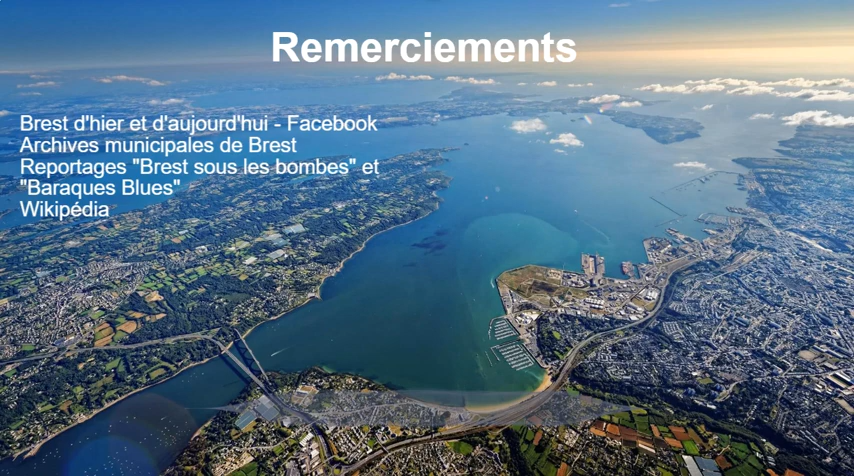 Remerciements
Brest d'hier et d'aujourd'hui - Facebook
Archives municipales de Brest
Reportages "Brest sous les bombes" et
"Baraques Blues"
Wikipédia